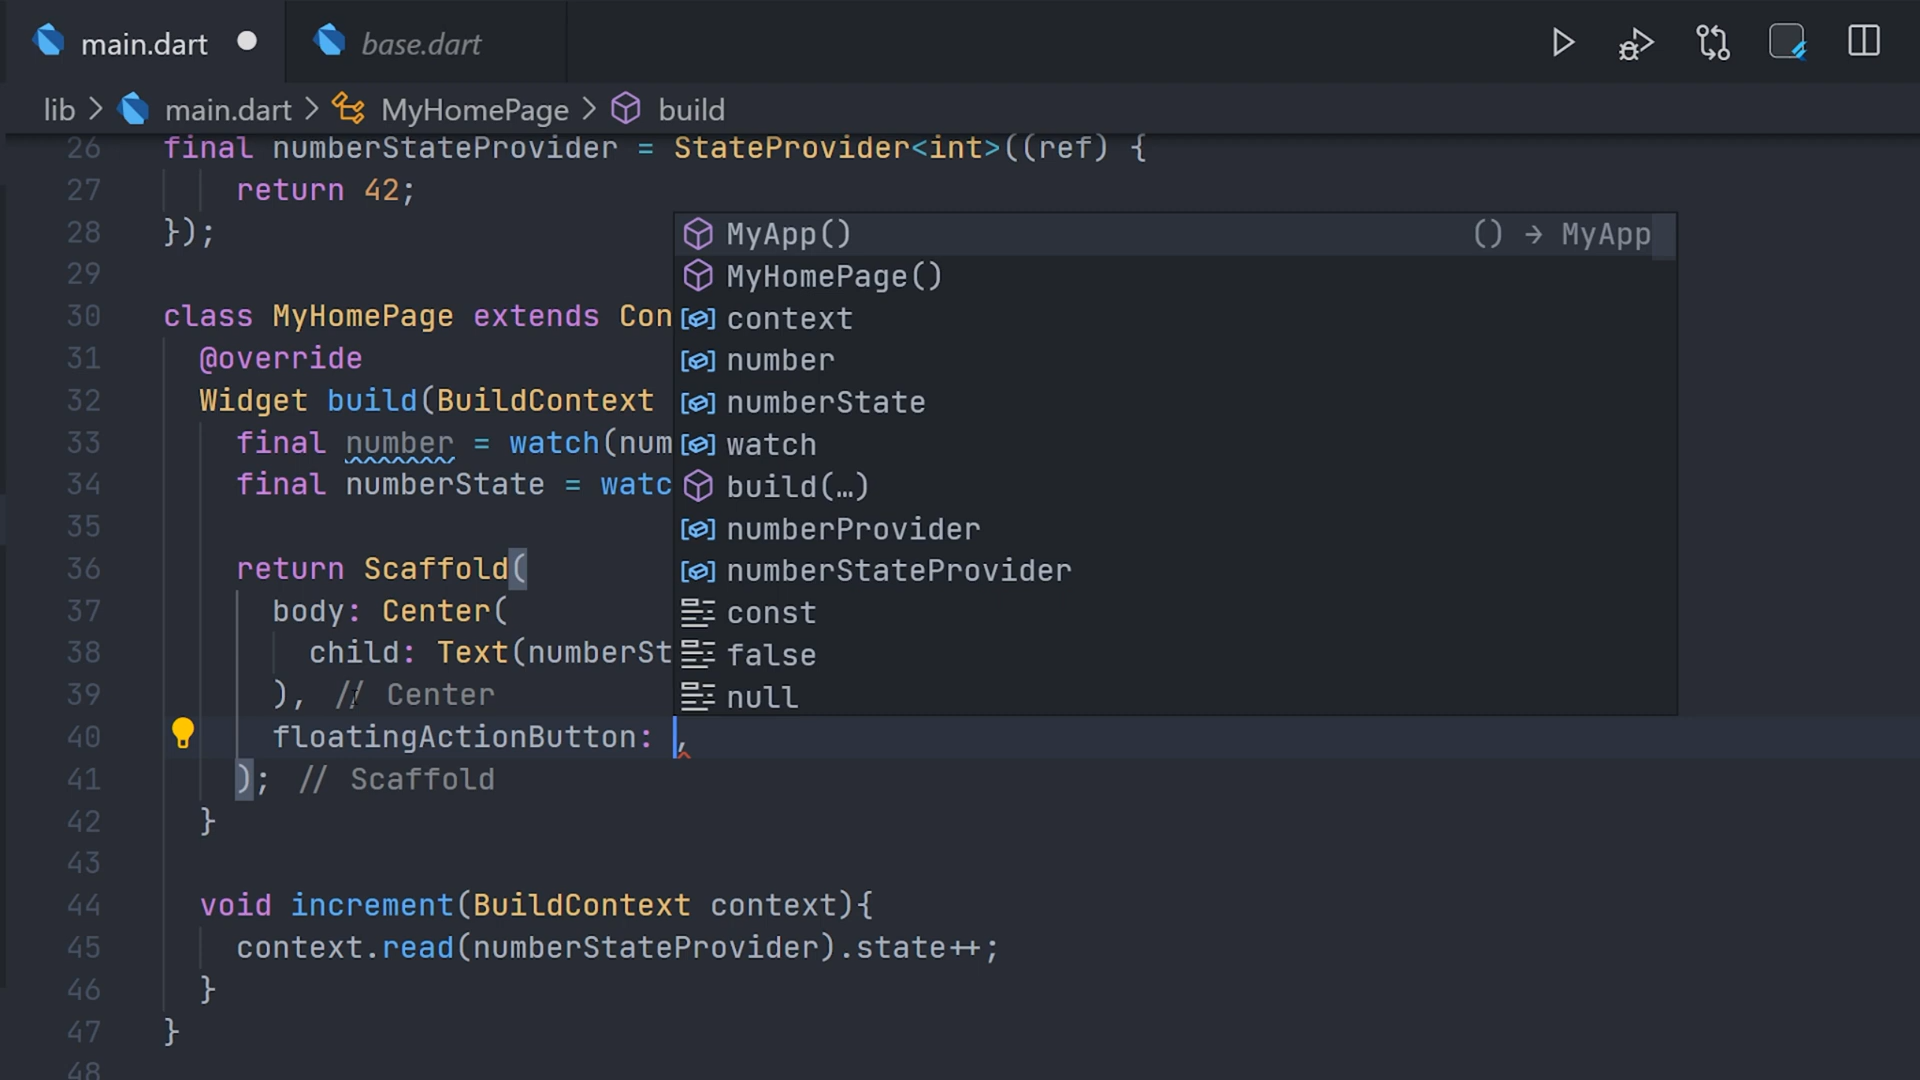 main.dart
base.dart
lib > main.dart > MyHomePage > build
26 final numberStateProvider = StateProvider<int>((ref) {
27 return 42;
28 });
29
30 class MyHomePage extends Con
31 @override
32 Widget build(BuildContext
33 final number = watch(num
34 final numberState = watc
35
36 return Scaffold(
37 body: Center(
38 child: Text(numberSt
39 ), // Center
40 floatingActionButton: ,
41 ); // Scaffold
42 }
43
44 void increment(BuildContext context){
45 context.read(numberStateProvider).state++;
46 }
47 }
48
MyApp() () → MyApp
MyHomePage()
context
number
numberState
watch
build(…)
numberProvider
numberStateProvider
const
false
null